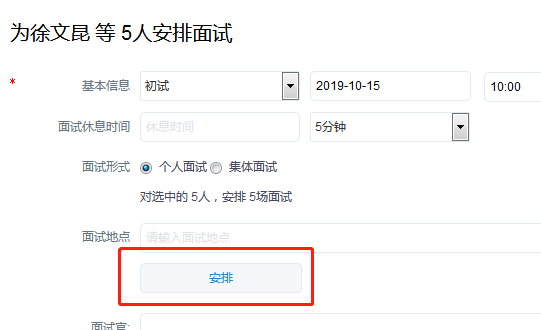 为徐文昆 等 5人安排面试
* 基本信息 初试 2019-10-15 10:00
面试休息时间 休息时间 5分钟
面试形式 个人面试 集体面试
对选中的 5人，安排 5场面试
面试地点 请输入面试地点
安排
面试官: